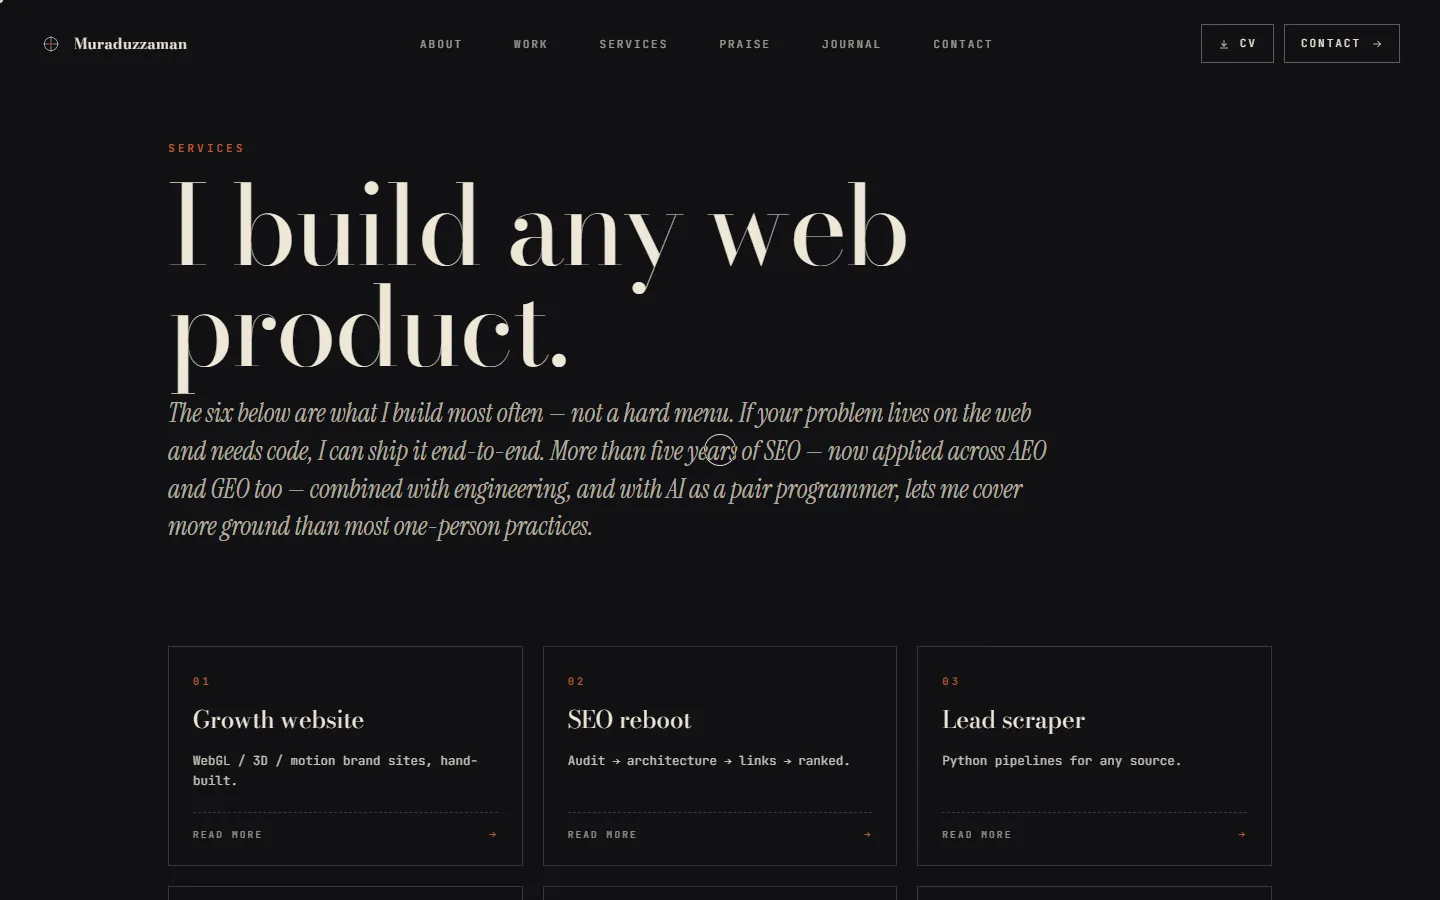 Muraduzzaman
ABOUT WORK SERVICES PRAISE JOURNAL CONTACT
CV
CONTACT →
SERVICES
I build any web
product.
The six below are what I build most often — not a hard menu. If your problem lives on the web
and needs code, I can ship it end-to-end. More than five years of SEO — now applied across AEO
and GEO too — combined with engineering, and with AI as a pair programmer, lets me cover
more ground than most one-person practices.
01
Growth website
WebGL / 3D / motion brand sites, hand-
built.
READ MORE →
02
SEO reboot
Audit → architecture → links → ranked.
READ MORE →
03
Lead scraper
Python pipelines for any source.
READ MORE →